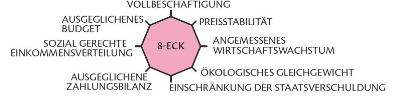 VOLLBESCHÄFTIGUNG
AUSGEGLICHENES
BUDGET
PREISSTABILITÄT
SOZIAL GERECHTE
EINKOMMENSVERTEILUNG
8-ECK
ANGEMESSENES
WIRTSCHAFTSWACHSTUM
AUSGEGLICHENE
ZAHLUNGSBILANZ
ÖKOLOGISCHES GLEICHGEWICHT
EINSCHRÄNKUNG DER STAATSVERSCHULDUNG